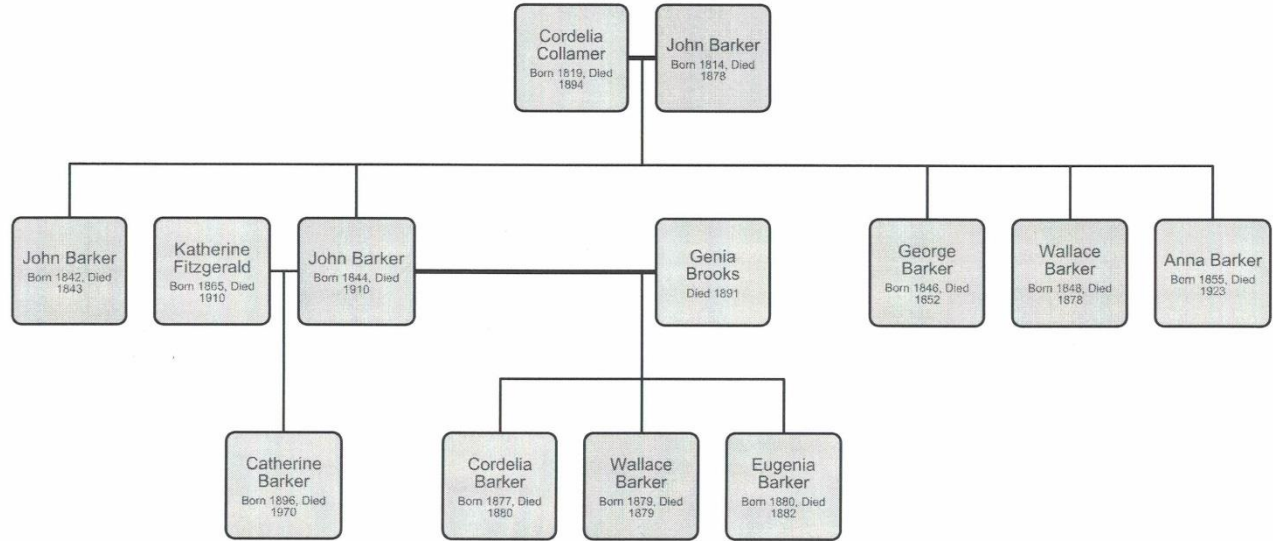 Cordelia
Collamer
Born 1819, Died
1894
John Barker
Born 1814, Died
1878
John Barker
Born 1842, Died
1843
Katherine
Fitzgerald
Born 1865, Died
1910
John Barker
Born 1844, Died
1910
Genia
Brooks
Died 1891
George
Barker
Born 1846, Died
1852
Wallace
Barker
Born 1848, Died
1878
Anna Barker
Born 1855, Died
1923
Catherine
Barker
Born 1896, Died
1970
Cordelia
Barker
Born 1877, Died
1880
Wallace
Barker
Born 1879, Died
1879
Eugenia
Barker
Born 1880, Died
1882